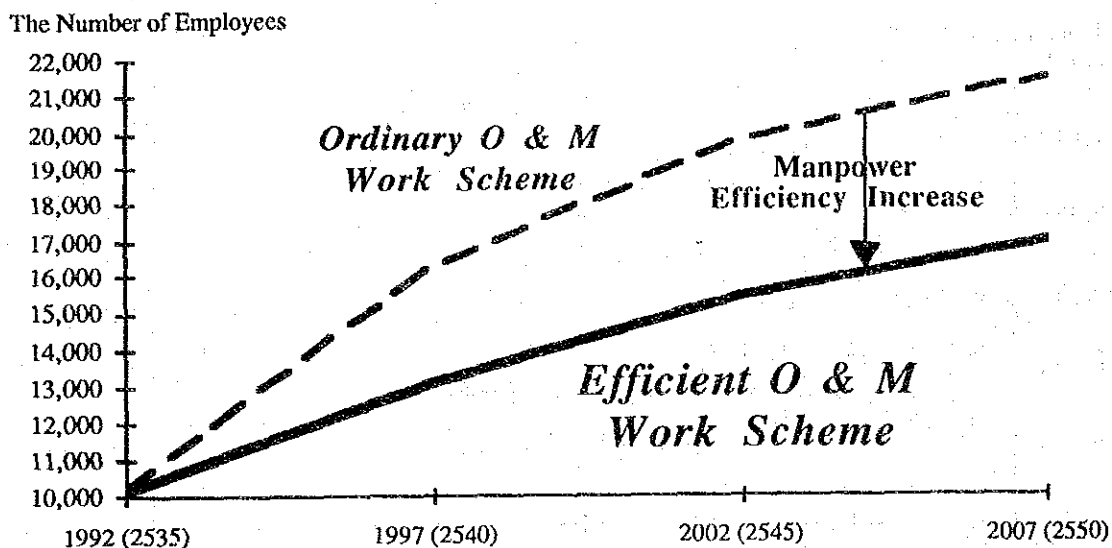 The Number of Employees
22,000
21,000
20,000
19,000
18,000
17,000
16,000
15,000
14,000
13,000
12,000
11,000
10,000
Ordinary O & M
Work Scheme
Manpower
Efficiency Increase
Efficient O & M
Work Scheme
1992 (2535) 1997 (2540) 2002 (2545) 2007 (2550)